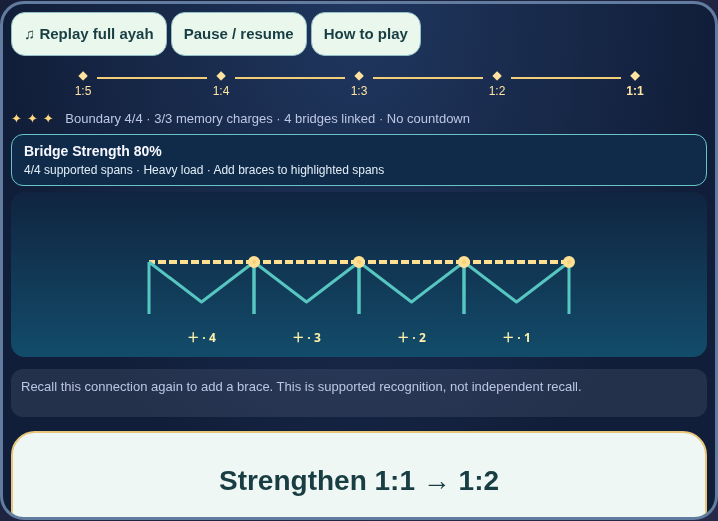 ♫ Replay full ayah Pause / resume How to play
1:5 1:4 1:3 1:2 1:1
Boundary 4/4 · 3/3 memory charges · 4 bridges linked · No countdown
Bridge Strength 80%
4/4 supported spans · Heavy load · Add braces to highlighted spans
+ · 4 + · 3 + · 2 + · 1
Recall this connection again to add a brace. This is supported recognition, not independent recall.
Strengthen 1:1 → 1:2